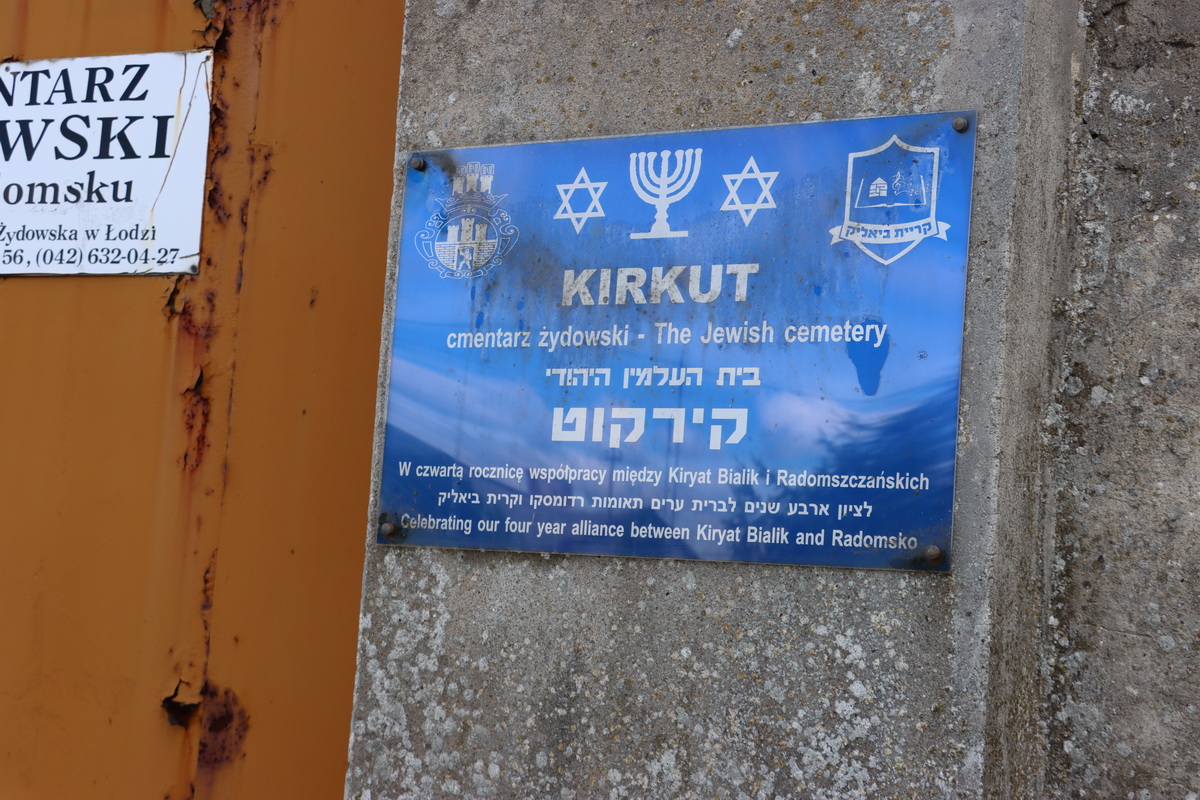 NTARZ
WSKI
omsku
Żydowska w Łodzi
56, (042) 632-04-27
קריית ביאליק
KIRKUT
cmentarz żydowski - The Jewish cemetery
בית העלמין היהודי
קירקוט
W czwartą rocznicę współpracy między Kiryat Bialik i Radomszczańskich
לציון ארבע שנים לברית ערים תאומות רדומסקו וקרית ביאליק
Celebrating our four year alliance between Kiryat Bialik and Radomsko